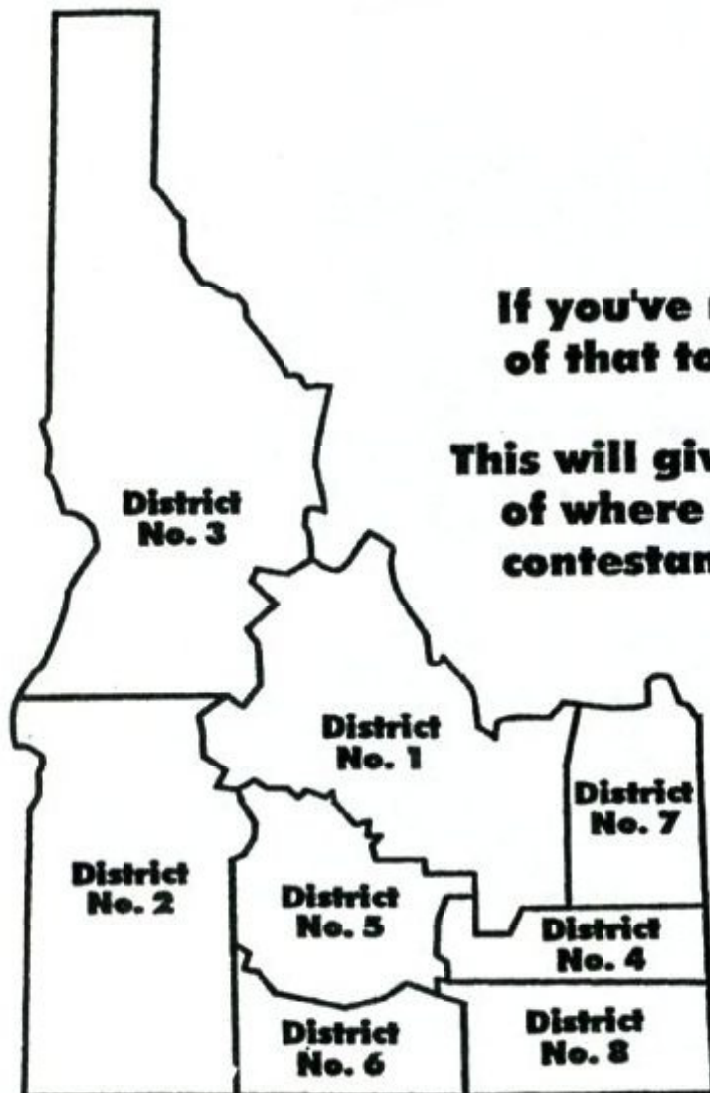 If you've
of that to
This will giv
of where
contestan
District
No. 3
District
No. 1
District
No. 7
District
No. 2
District
No. 5
District
No. 4
District
No. 6
District
No. 8